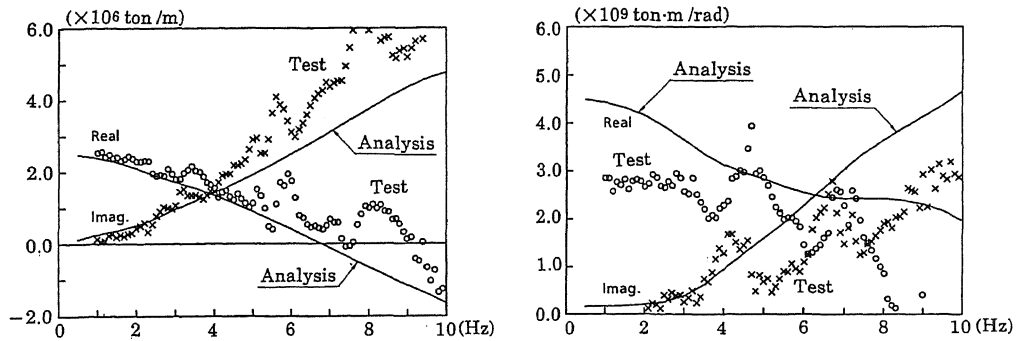 (×10⁶ ton/m)
6.0
4.0
2.0
0.0
−2.0
0 2 4 6 8 10 (Hz)
Test
Real
Imag.
Analysis
Test
Analysis
(×10⁹ ton·m/rad)
6.0
5.0
4.0
3.0
2.0
1.0
0.0
0 2 4 6 8 10 (Hz)
Analysis
Analysis
Real
Test
Test
Imag.